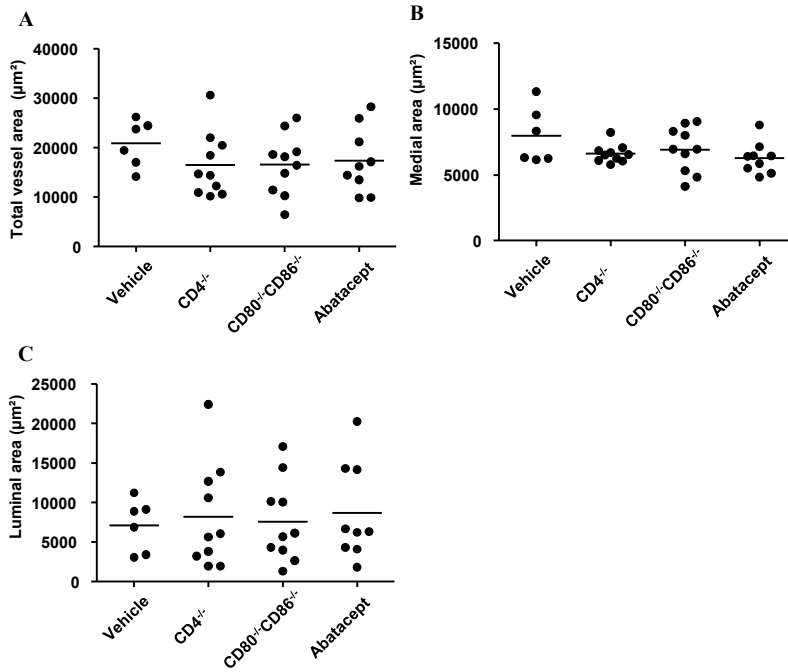 A
Total vessel area (µm²)
40000
30000
20000
10000
0
Vehicle
CD4-/-
CD80-/-CD86-/-
Abatacept
B
Medial area (µm²)
15000
10000
5000
0
Vehicle
CD4-/-
CD80-/-CD86-/-
Abatacept
C
Luminal area (µm²)
25000
20000
15000
10000
5000
0
Vehicle
CD4-/-
CD80-/-CD86-/-
Abatacept